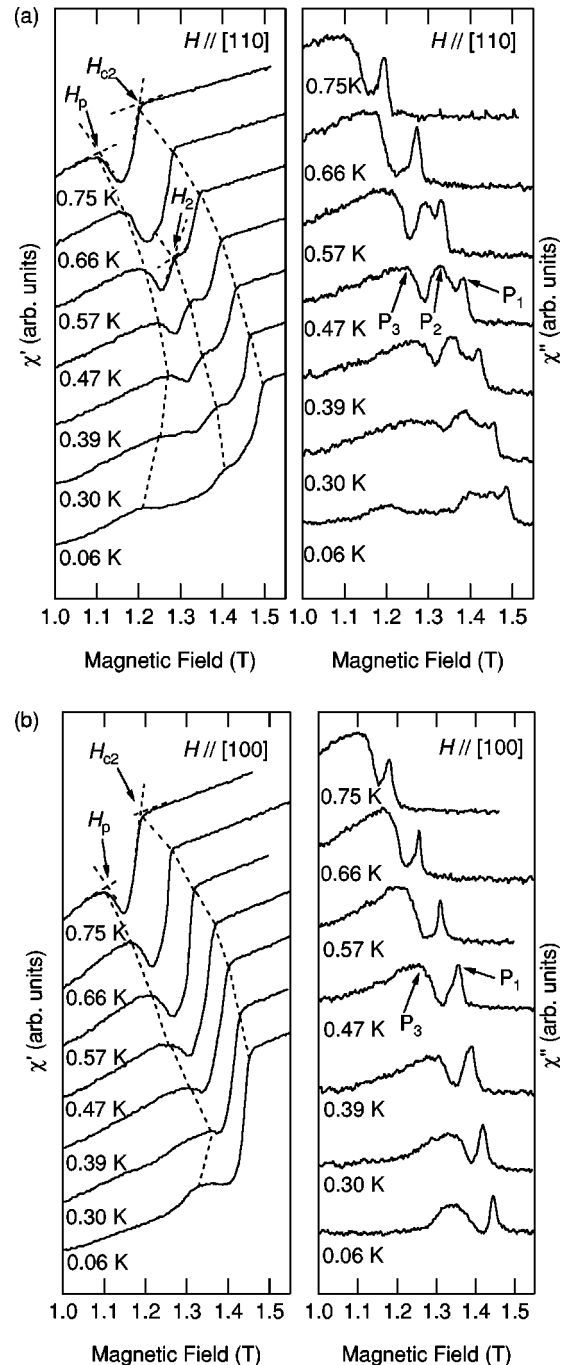 (a)
H // [110]
H // [110]
Hc2
Hp
H2
0.75 K
0.66 K
0.57 K
0.47 K
0.39 K
0.30 K
0.06 K
χ' (arb. units)
1.0 1.1 1.2 1.3 1.4 1.5
Magnetic Field (T)
0.75K
0.66 K
0.57 K
P3 P2 P1
0.47 K
0.39 K
0.30 K
0.06 K
χ" (arb. units)
1.0 1.1 1.2 1.3 1.4 1.5
Magnetic Field (T)
(b)
H // [100]
H // [100]
Hc2
Hp
0.75 K
0.66 K
0.57 K
0.47 K
0.39 K
0.30 K
0.06 K
χ' (arb. units)
1.0 1.1 1.2 1.3 1.4 1.5
Magnetic Field (T)
0.75 K
0.66 K
0.57 K
P1
P3
0.47 K
0.39 K
0.30 K
0.06 K
χ" (arb. units)
1.0 1.1 1.2 1.3 1.4 1.5
Magnetic Field (T)